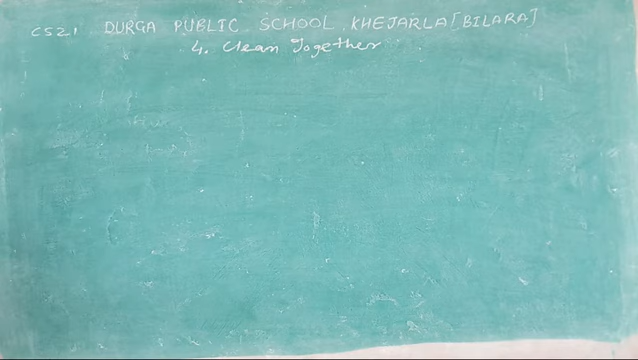 CS21 DURGA PUBLIC SCHOOL KHEJARLA [BILARA]
4. Clean Together